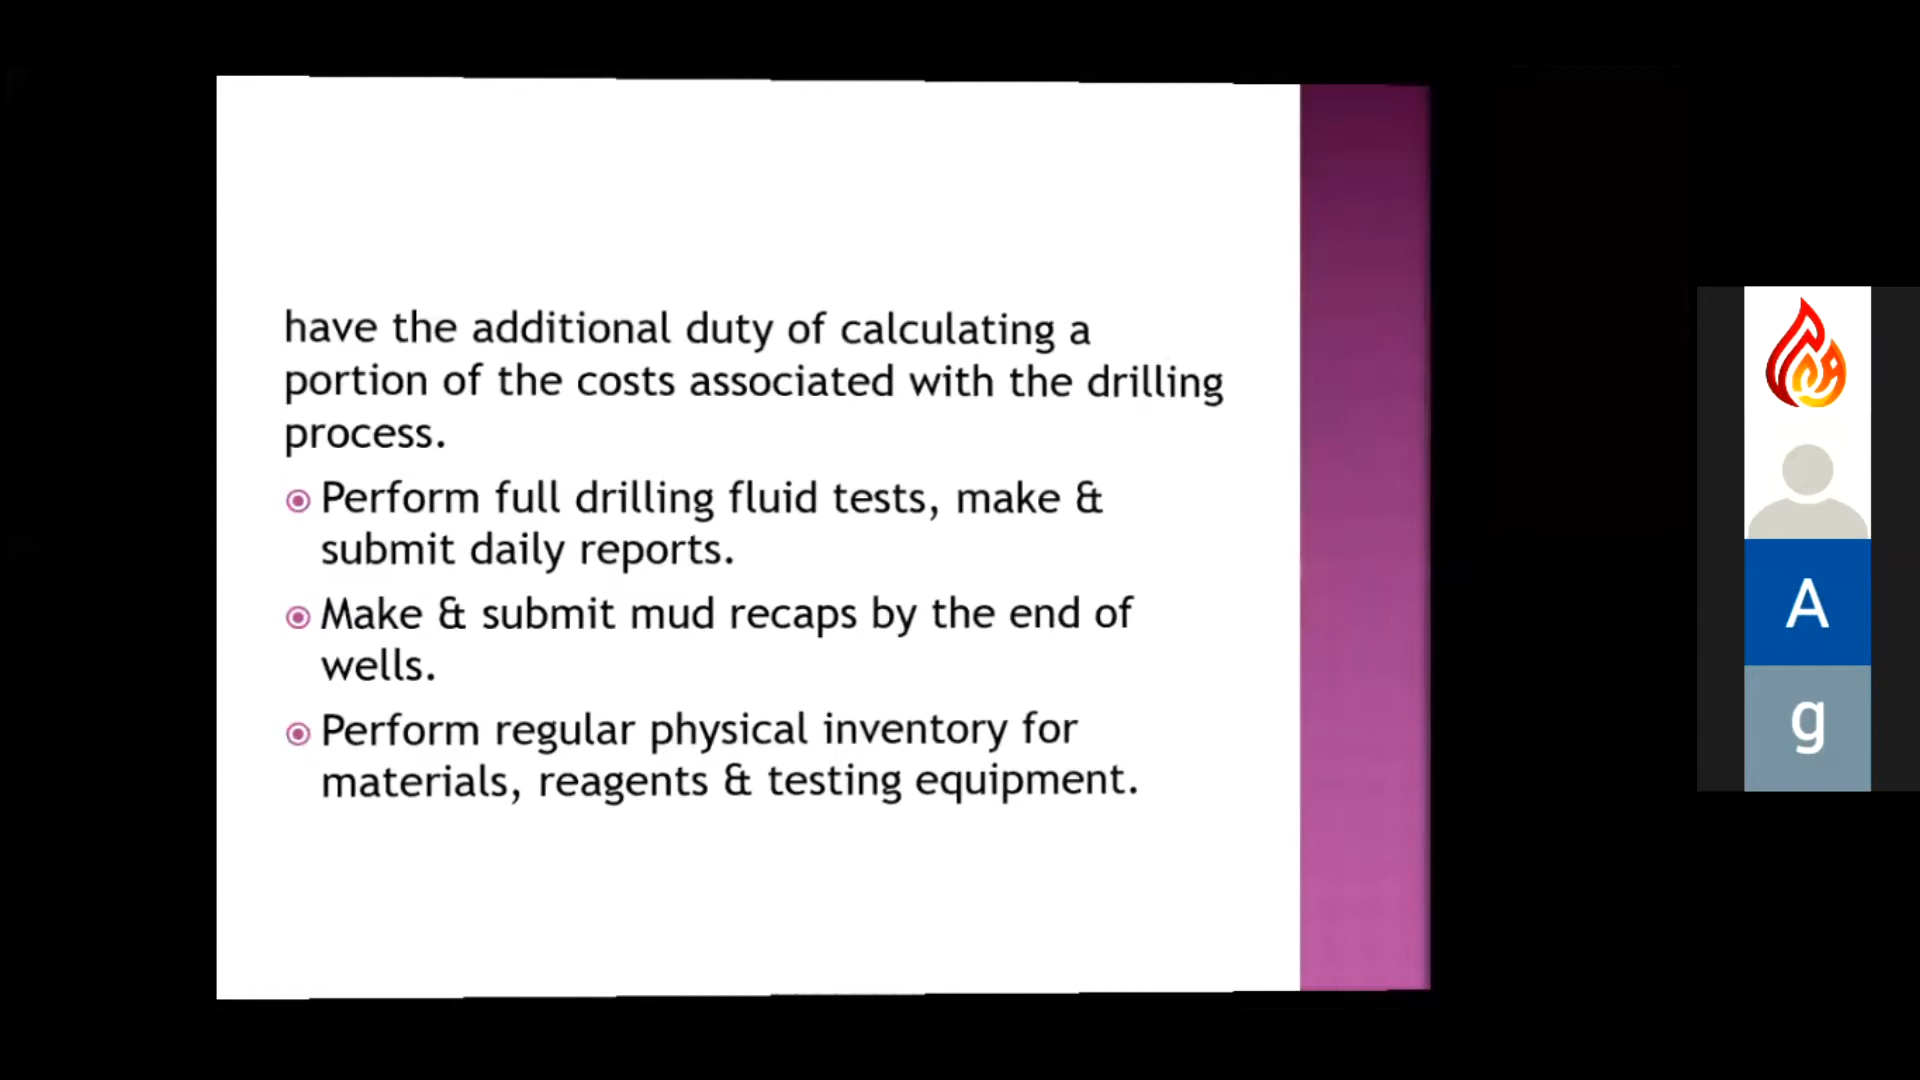 have the additional duty of calculating a
portion of the costs associated with the drilling
process.
Perform full drilling fluid tests, make &
submit daily reports.
Make & submit mud recaps by the end of
wells.
Perform regular physical inventory for
materials, reagents & testing equipment.
A
g